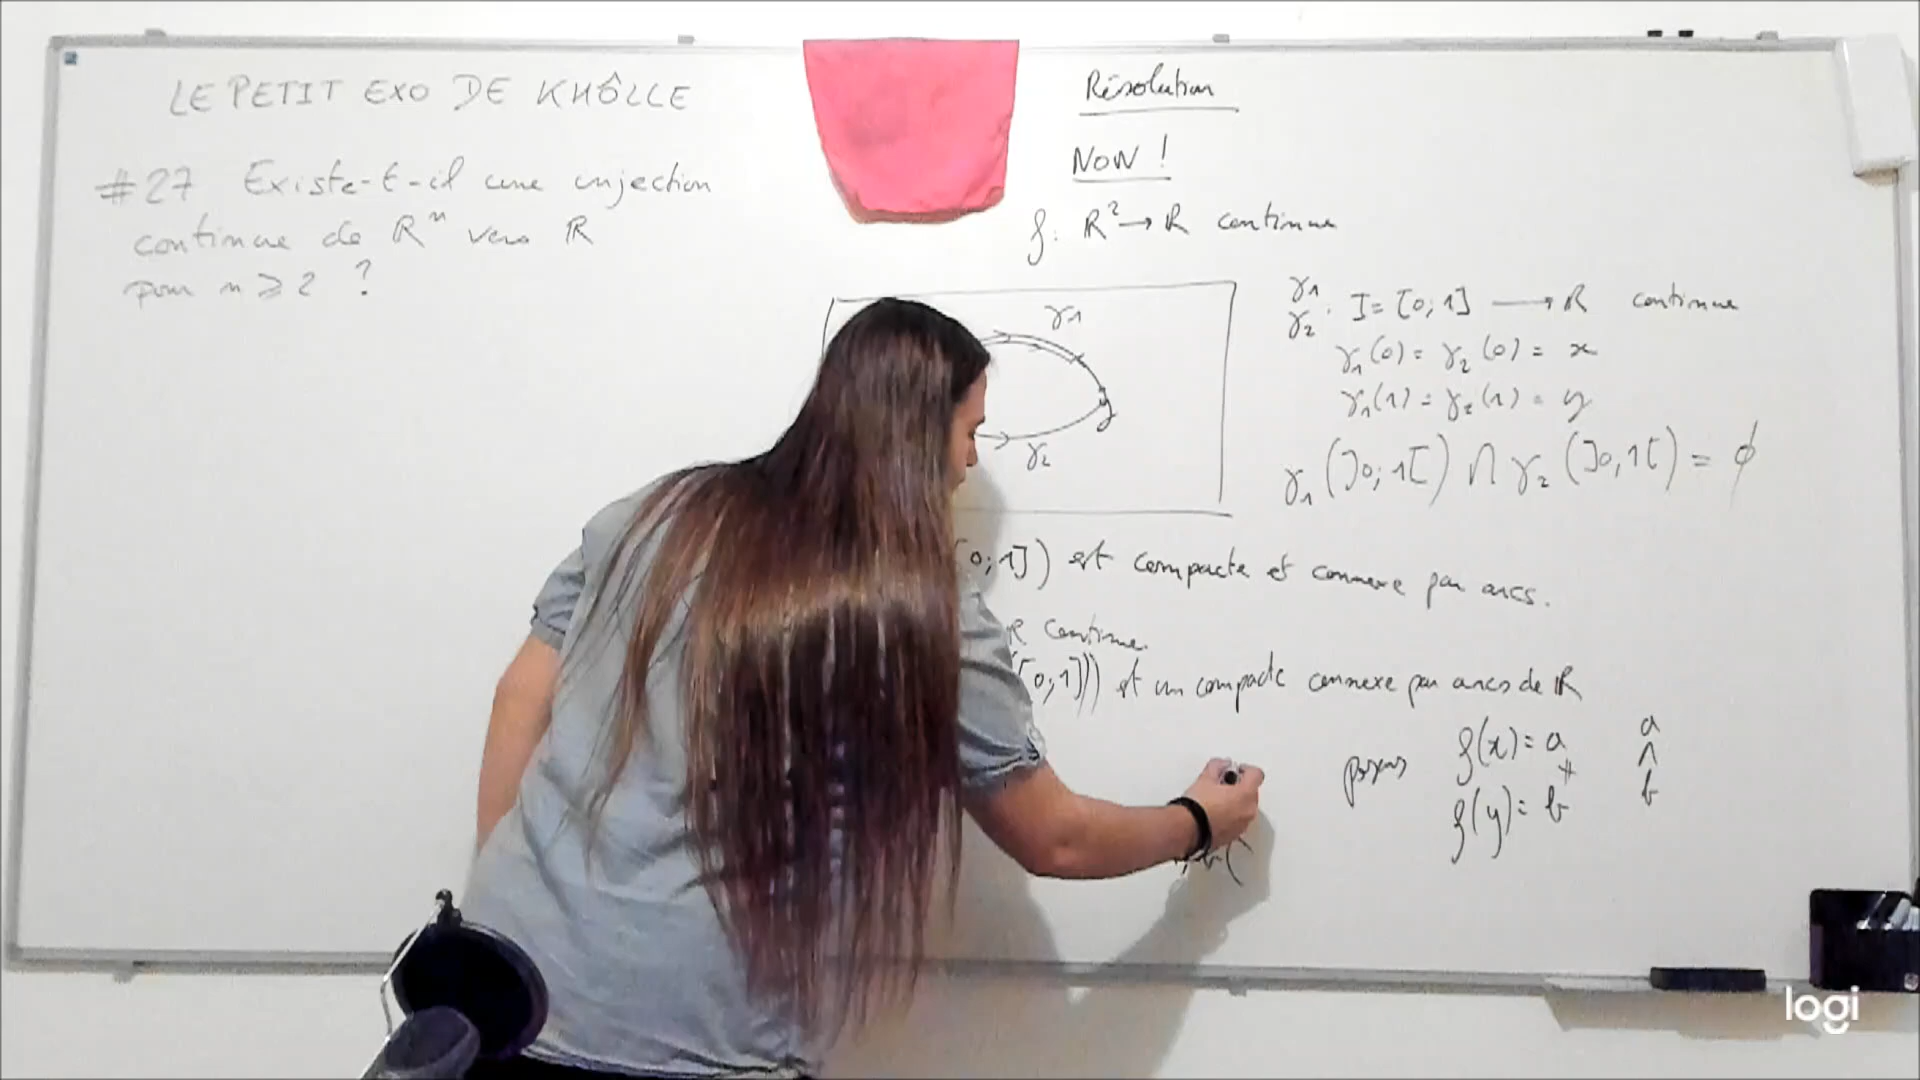 LE PETIT EXO DE KHÔLLE
#27 Existe-t-il une injection
continue de ℝⁿ vers ℝ
pour n ⩾ 2 ?
Résolution
NOW !
f: ℝ² → ℝ continue
γ1
y
γ2
γ1
γ2 : I = [0;1] → ℝ continue
γ1(0) = γ2(0) = x
γ1(1) = γ2(1) = y
γ1(]0;1[) ∩ γ2(]0,1[) = ϕ
0;1]) est compacte et connexe par arcs.
ℝ continue.
([0;1])) est un compacte connexe par arcs de ℝ
posons f(x) = a
≠
f(y) = b
a
∧
b
logi